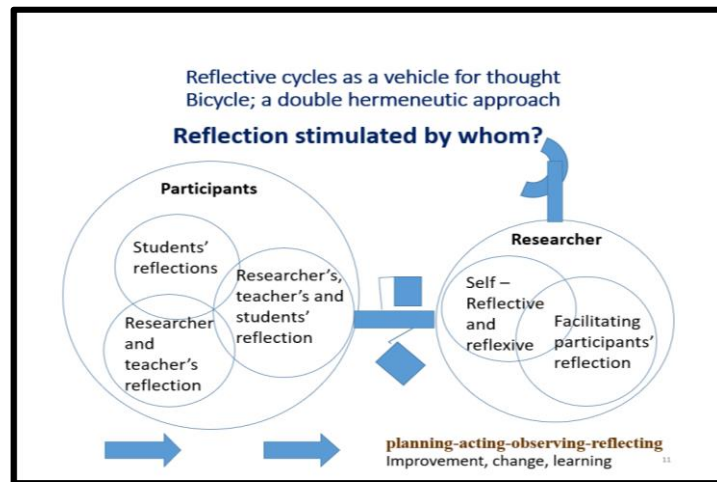 Reflective cycles as a vehicle for thought
Bicycle; a double hermeneutic approach
Reflection stimulated by whom?
Participants
Students’
reflections
Researcher’s,
teacher’s and
students’
reflection
Researcher
and
teacher’s
reflection
Researcher
Self –
Reflective
and
reflexive
Facilitating
participants’
reflection
planning-acting-observing-reflecting
Improvement, change, learning
11